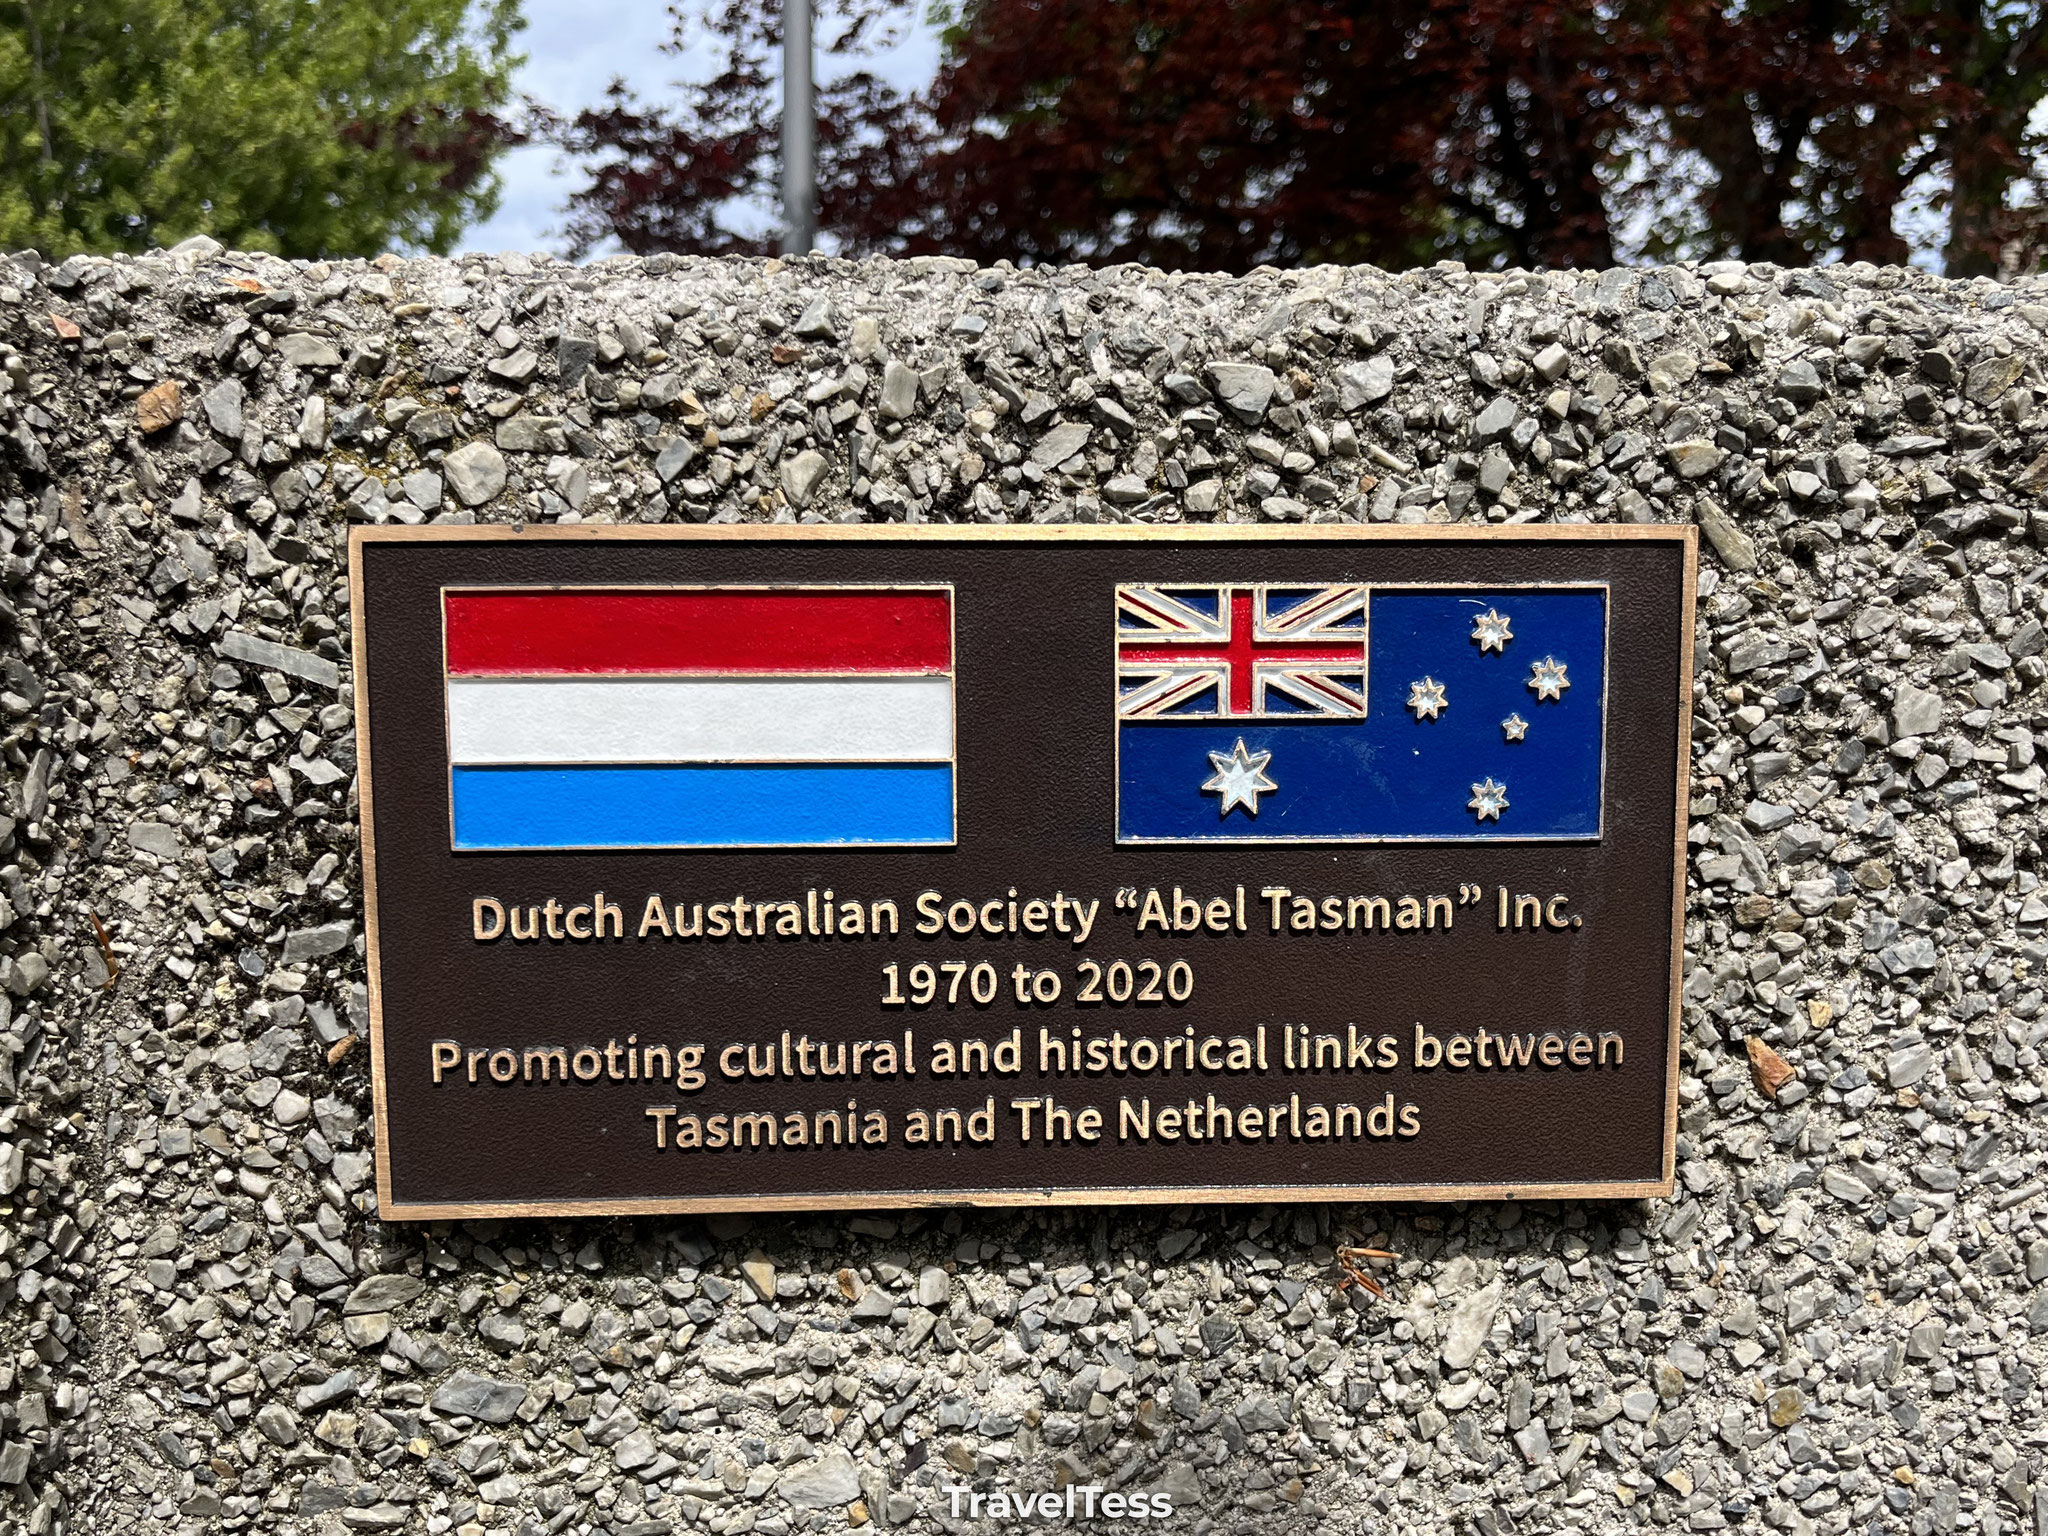 Dutch Australian Society “Abel Tasman” Inc.
1970 to 2020
Promoting cultural and historical links between
Tasmania and The Netherlands
TravelTess